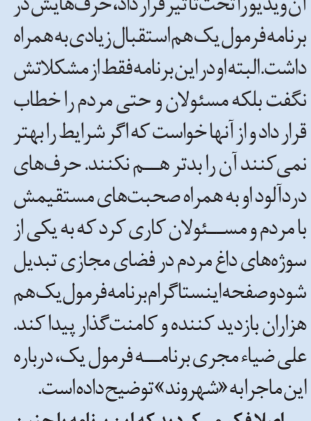 آن ویدیو را تحت تاثیر قرار داد، حرف‌هایش در
برنامه فرمول یک هم استقبال زیادی به همراه
داشت. البته او در این برنامه فقط از مشکلاتش
نگفت بلکه مسئولان و حتی مردم را خطاب
قرار داد و از آنها خواست که اگر شرایط را بهتر
نمی‌کنند آن را بدتر هـــم نکنند. حرف‌های
دردآلود او به همراه صحبت‌های مستقیمش
با مردم و مســـئولان کاری کرد که به یکی از
سوژه‌های داغ مردم در فضای مجازی تبدیل
شود و صفحه اینستاگرام برنامه فرمول یک هم
هزاران بازدید کننده و کامنت‌گذار پیدا کند.
علی ضیاء مجری برنامـــه فرمول یک، درباره
این ماجرا به «شهروند» توضیح داده است.